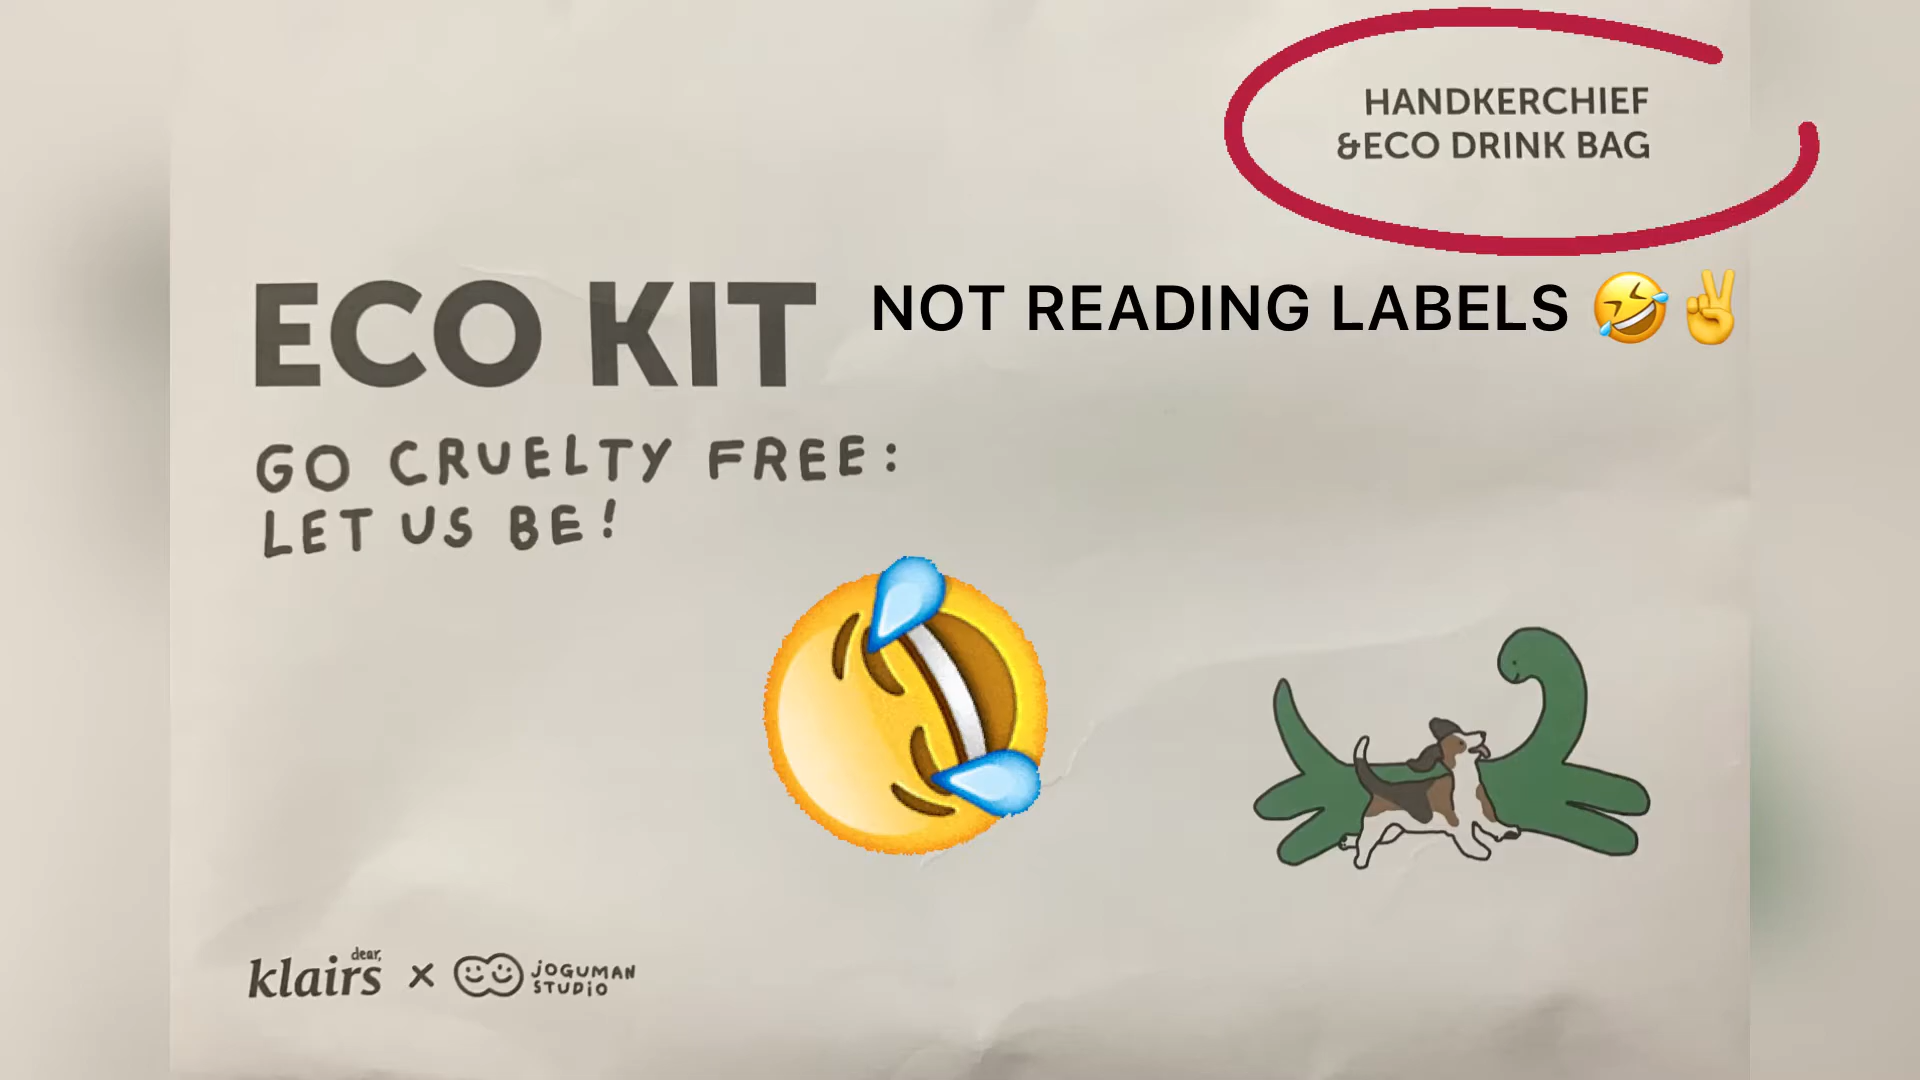 HANDKERCHIEF
&ECO DRINK BAG
ECO KIT
NOT READING LABELS 🤣✌️
GO CRUELTY FREE:
LET US BE!
dear,
klairs × JOGUMAN
STUDIO